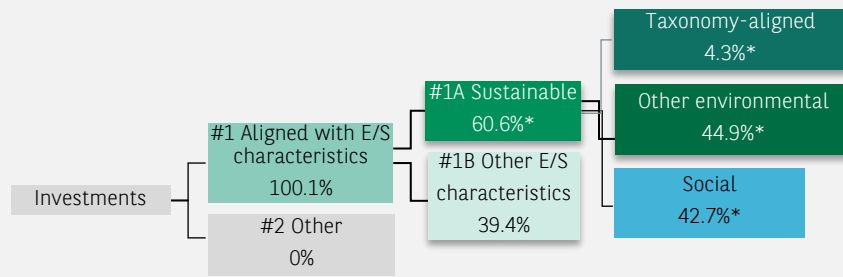 Investments
#1 Aligned with E/S
characteristics
100.1%
#2 Other
0%
#1A Sustainable
60.6%*
#1B Other E/S
characteristics
39.4%
Taxonomy-aligned
4.3%*
Other environmental
44.9%*
Social
42.7%*